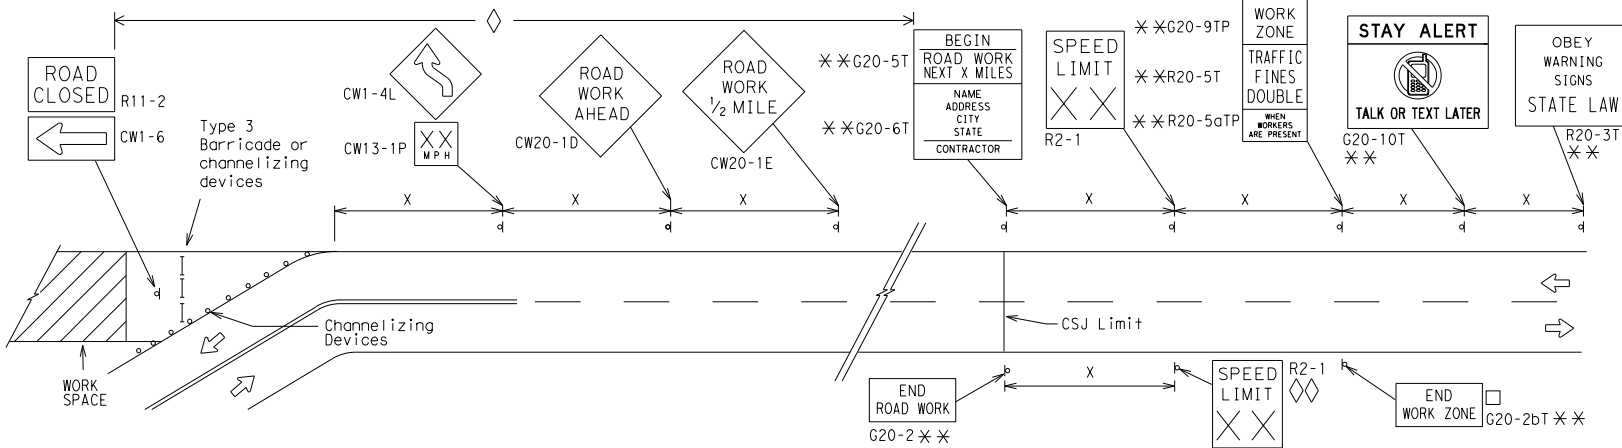 ROAD
CLOSED
R11-2
CW1-6
Type 3
Barricade or
channelizing
devices
CW1-4L
CW13-1P
XX
MPH
ROAD
WORK
AHEAD
CW20-1D
ROAD
WORK
1/2 MILE
CW20-1E
**G20-5T
**G20-6T
BEGIN
ROAD WORK
NEXT X MILES
NAME
ADDRESS
CITY
STATE
CONTRACTOR
SPEED
LIMIT
XX
R2-1
**G20-9TP
**R20-5T
**R20-5aTP
WORK
ZONE
TRAFFIC
FINES
DOUBLE
WHEN
WORKERS
ARE PRESENT
STAY ALERT
TALK OR TEXT LATER
G20-10T
**
OBEY
WARNING
SIGNS
STATE LAW
R20-3T
**
X
X
X
X
X
X
X
Channelizing
Devices
WORK
SPACE
CSJ Limit
X
END
ROAD WORK
G20-2 **
SPEED
LIMIT
XX
R2-1
END
WORK ZONE
G20-2bT **